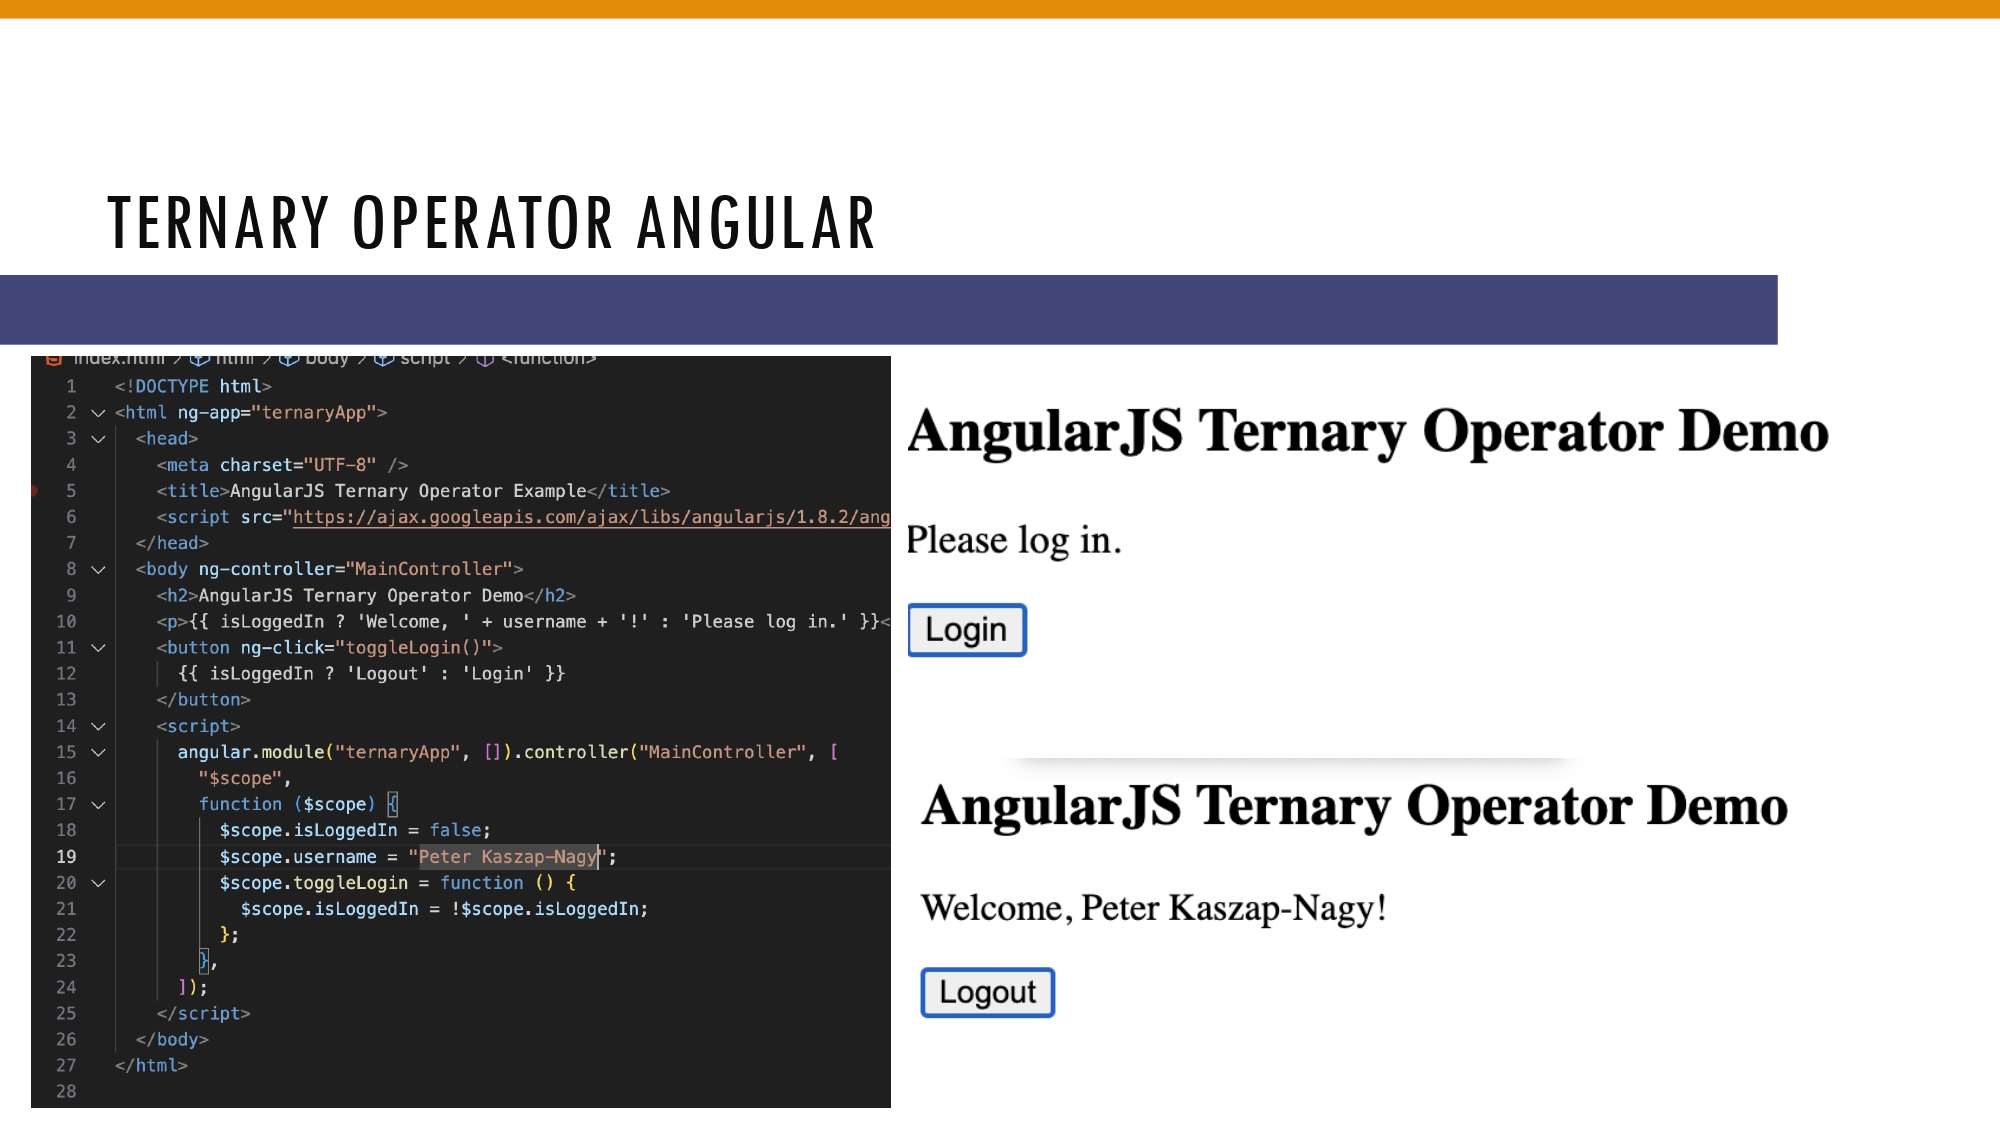 TERNARY OPERATOR ANGULAR
index.html > html > body > script > <function>
1 <!DOCTYPE html>
2 <html ng-app="ternaryApp">
3 <head>
4 <meta charset="UTF-8" />
5 <title>AngularJS Ternary Operator Example</title>
6 <script src="https://ajax.googleapis.com/ajax/libs/angularjs/1.8.2/ang
7 </head>
8 <body ng-controller="MainController">
9 <h2>AngularJS Ternary Operator Demo</h2>
10 <p>{{ isLoggedIn ? 'Welcome, ' + username + '!' : 'Please log in.' }}<
11 <button ng-click="toggleLogin()">
12 {{ isLoggedIn ? 'Logout' : 'Login' }}
13 </button>
14 <script>
15 angular.module("ternaryApp", []).controller("MainController", [
16 "$scope",
17 function ($scope) {
18 $scope.isLoggedIn = false;
19 $scope.username = "Peter Kaszap-Nagy";
20 $scope.toggleLogin = function () {
21 $scope.isLoggedIn = !$scope.isLoggedIn;
22 };
23 },
24 ]);
25 </script>
26 </body>
27 </html>
28
AngularJS Ternary Operator Demo
Please log in.
Login
AngularJS Ternary Operator Demo
Welcome, Peter Kaszap-Nagy!
Logout